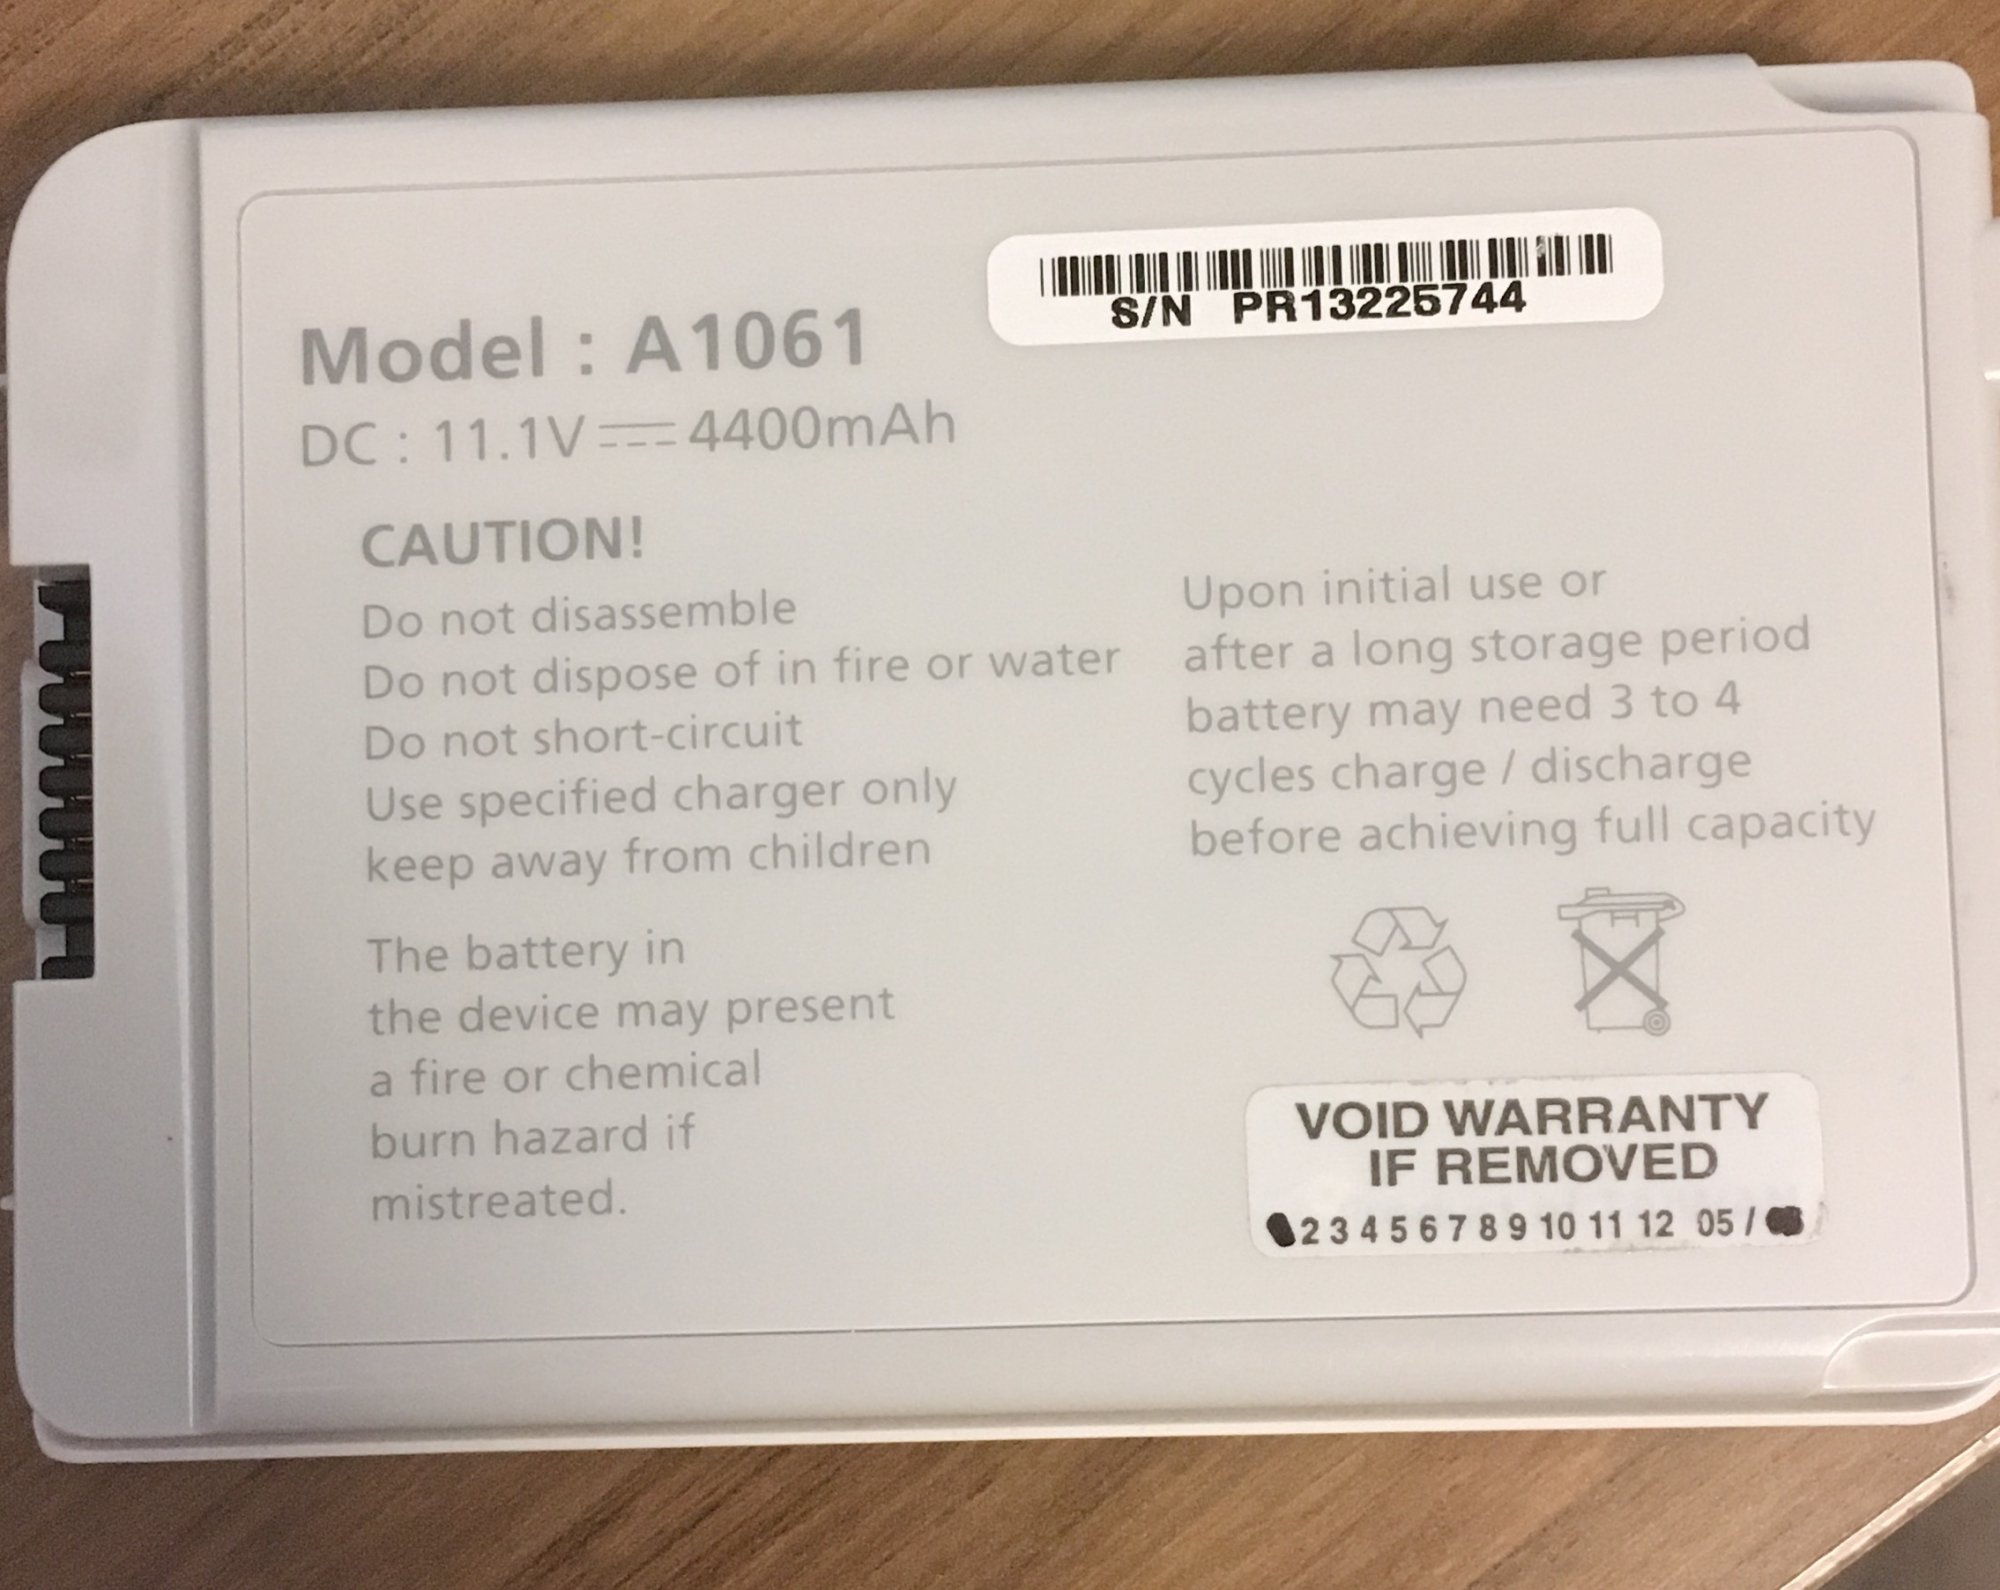 S/N PR13225744
Model : A1061
DC : 11.1V 4400mAh
CAUTION!
Do not disassemble
Do not dispose of in fire or water
Do not short-circuit
Use specified charger only
keep away from children
The battery in
the device may present
a fire or chemical
burn hazard if
mistreated.
Upon initial use or
after a long storage period
battery may need 3 to 4
cycles charge / discharge
before achieving full capacity
VOID WARRANTY
IF REMOVED
2 3 4 5 6 7 8 9 10 11 12 05 /